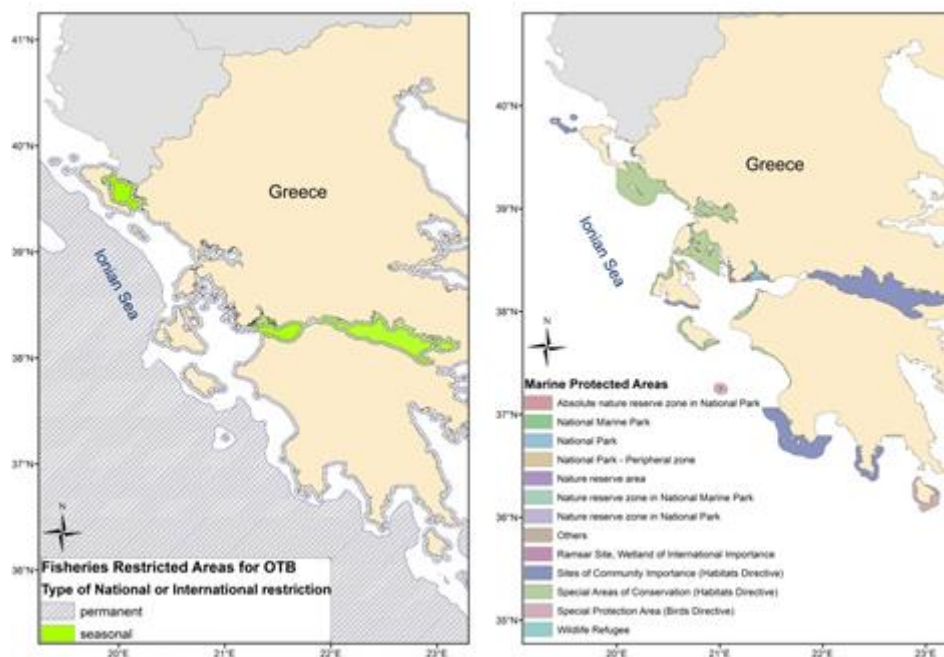 41°N
40°N
39°N
38°N
37°N
36°N
Greece
Ionian Sea
N
Fisheries Restricted Areas for OTB
Type of National or International restriction
permanent
seasonal
20°E
21°E
22°E
23°E
40°N
39°N
38°N
37°N
36°N
35°N
Greece
Ionian Sea
N
Marine Protected Areas
Absolute nature reserve zone in National Park
National Marine Park
National Park
National Park - Peripheral zone
Nature reserve area
Nature reserve zone in National Marine Park
Nature reserve zone in National Park
Others
Ramsar Site, Wetland of International Importance
Sites of Community Importance (Habitats Directive)
Special Areas of Conservation (Habitats Directive)
Special Protection Area (Birds Directive)
Wildlife Refugee
20°E
21°E
22°E
23°E